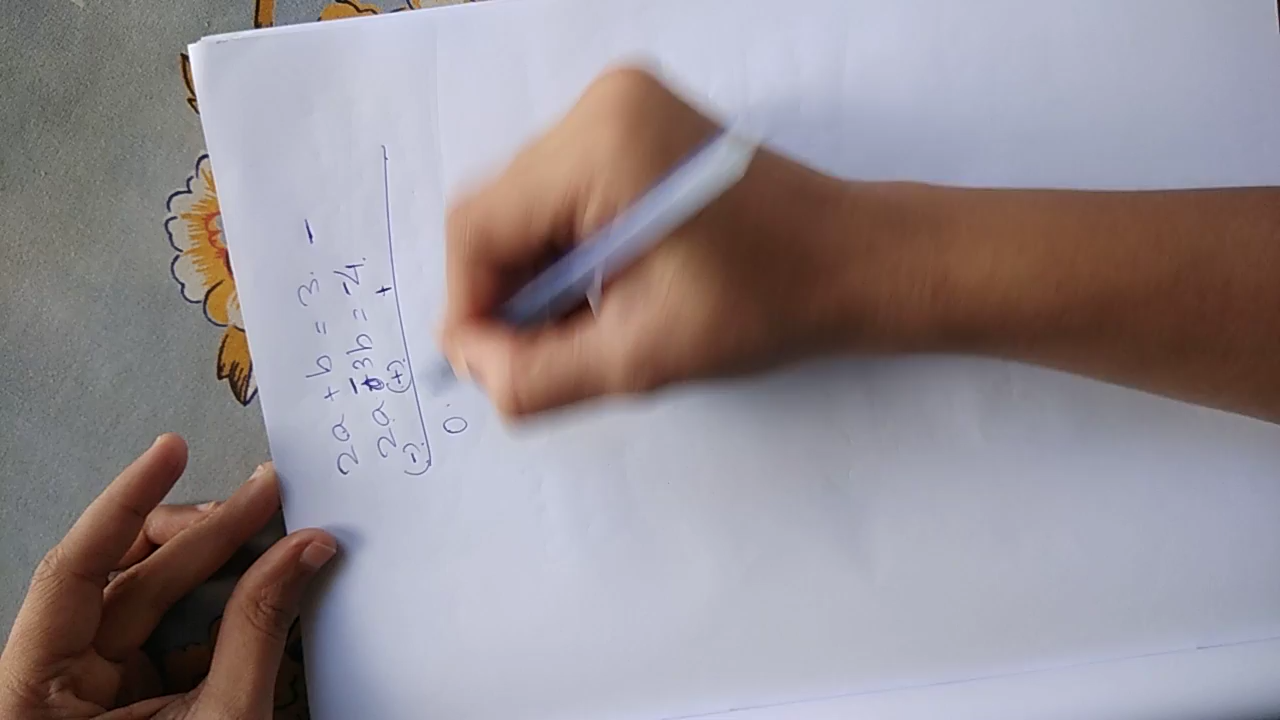 2a + b = 3. -
2a - 3b = -4.
(-) (+) +
0.